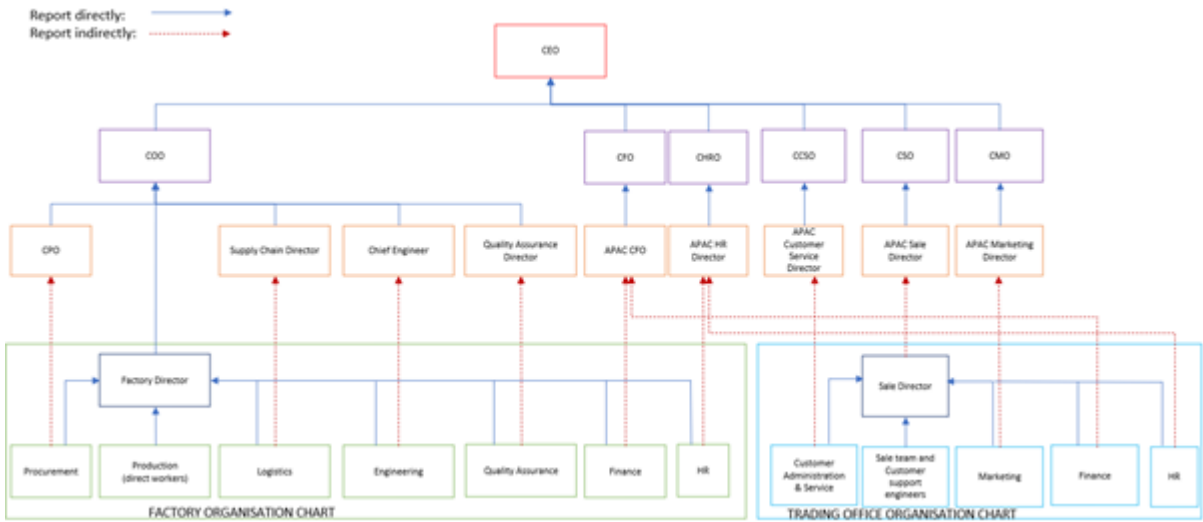 Report directly:
Report indirectly:
CEO
COO
CFO
CHRO
CCSO
CSO
CMO
CPO
Supply Chain Director
Chief Engineer
Quality Assurance
Director
APAC CFO
APAC HR
Director
APAC
Customer
Service
Director
APAC Sale
Director
APAC Marketing
Director
Factory Director
Sale Director
Procurement
Production
(direct workers)
Logistics
Engineering
Quality Assurance
Finance
HR
Customer
Administration
& Service
Sale team and
Customer
support
engineers
Marketing
Finance
HR
FACTORY ORGANISATION CHART
TRADING OFFICE ORGANISATION CHART